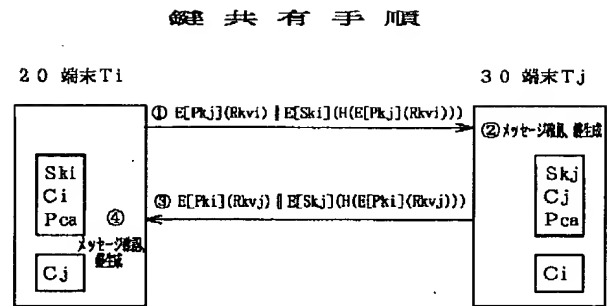 鍵共有手順
20 端末Ti
30 端末Tj
① E[Pkj](Rkvi) ‖ E[Ski](H(E[Pkj](Rkvi)))
② メッセージ確認、鍵生成
③ E[Pki](Rkvj) ‖ E[Skj](H(E[Pki](Rkvj)))
Ski
Ci
Pca
④
メッセージ確認、
鍵生成
Cj
Skj
Cj
Pca
Ci